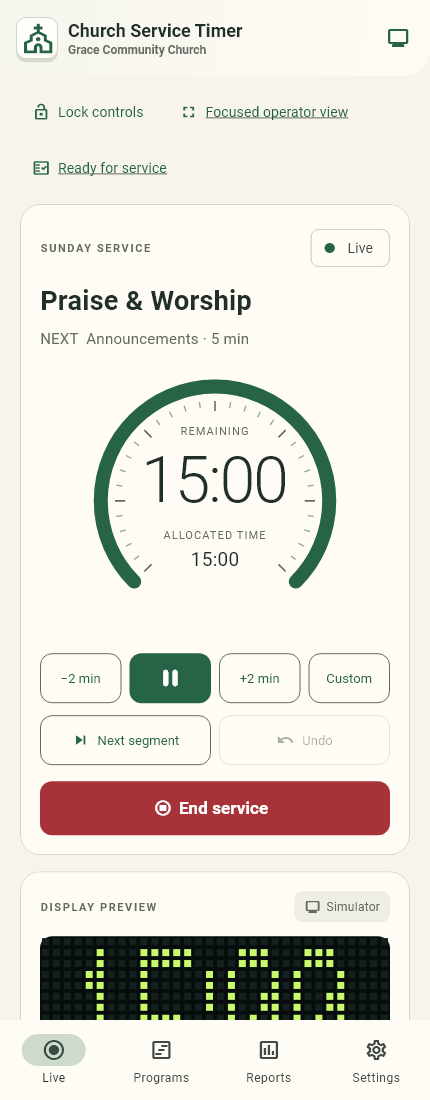 Church Service Timer
Grace Community Church
Lock controls
Focused operator view
Ready for service
SUNDAY SERVICE
Live
Praise & Worship
NEXT Announcements · 5 min
REMAINING
15:00
ALLOCATED TIME
15:00
−2 min
+2 min
Custom
Next segment
Undo
End service
DISPLAY PREVIEW
Simulator
15:00
Live
Programs
Reports
Settings